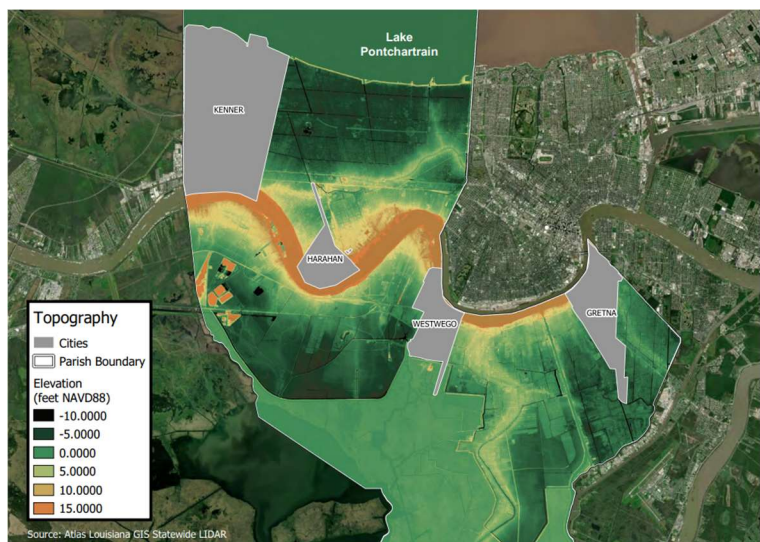 Lake
Pontchartrain
KENNER
HARAHAN
WESTWEGO
GRETNA
Topography
Cities
Parish Boundary
Elevation
(feet NAVD88)
-10.0000
-5.0000
0.0000
5.0000
10.0000
15.0000
Source: Atlas Louisiana GIS Statewide LIDAR